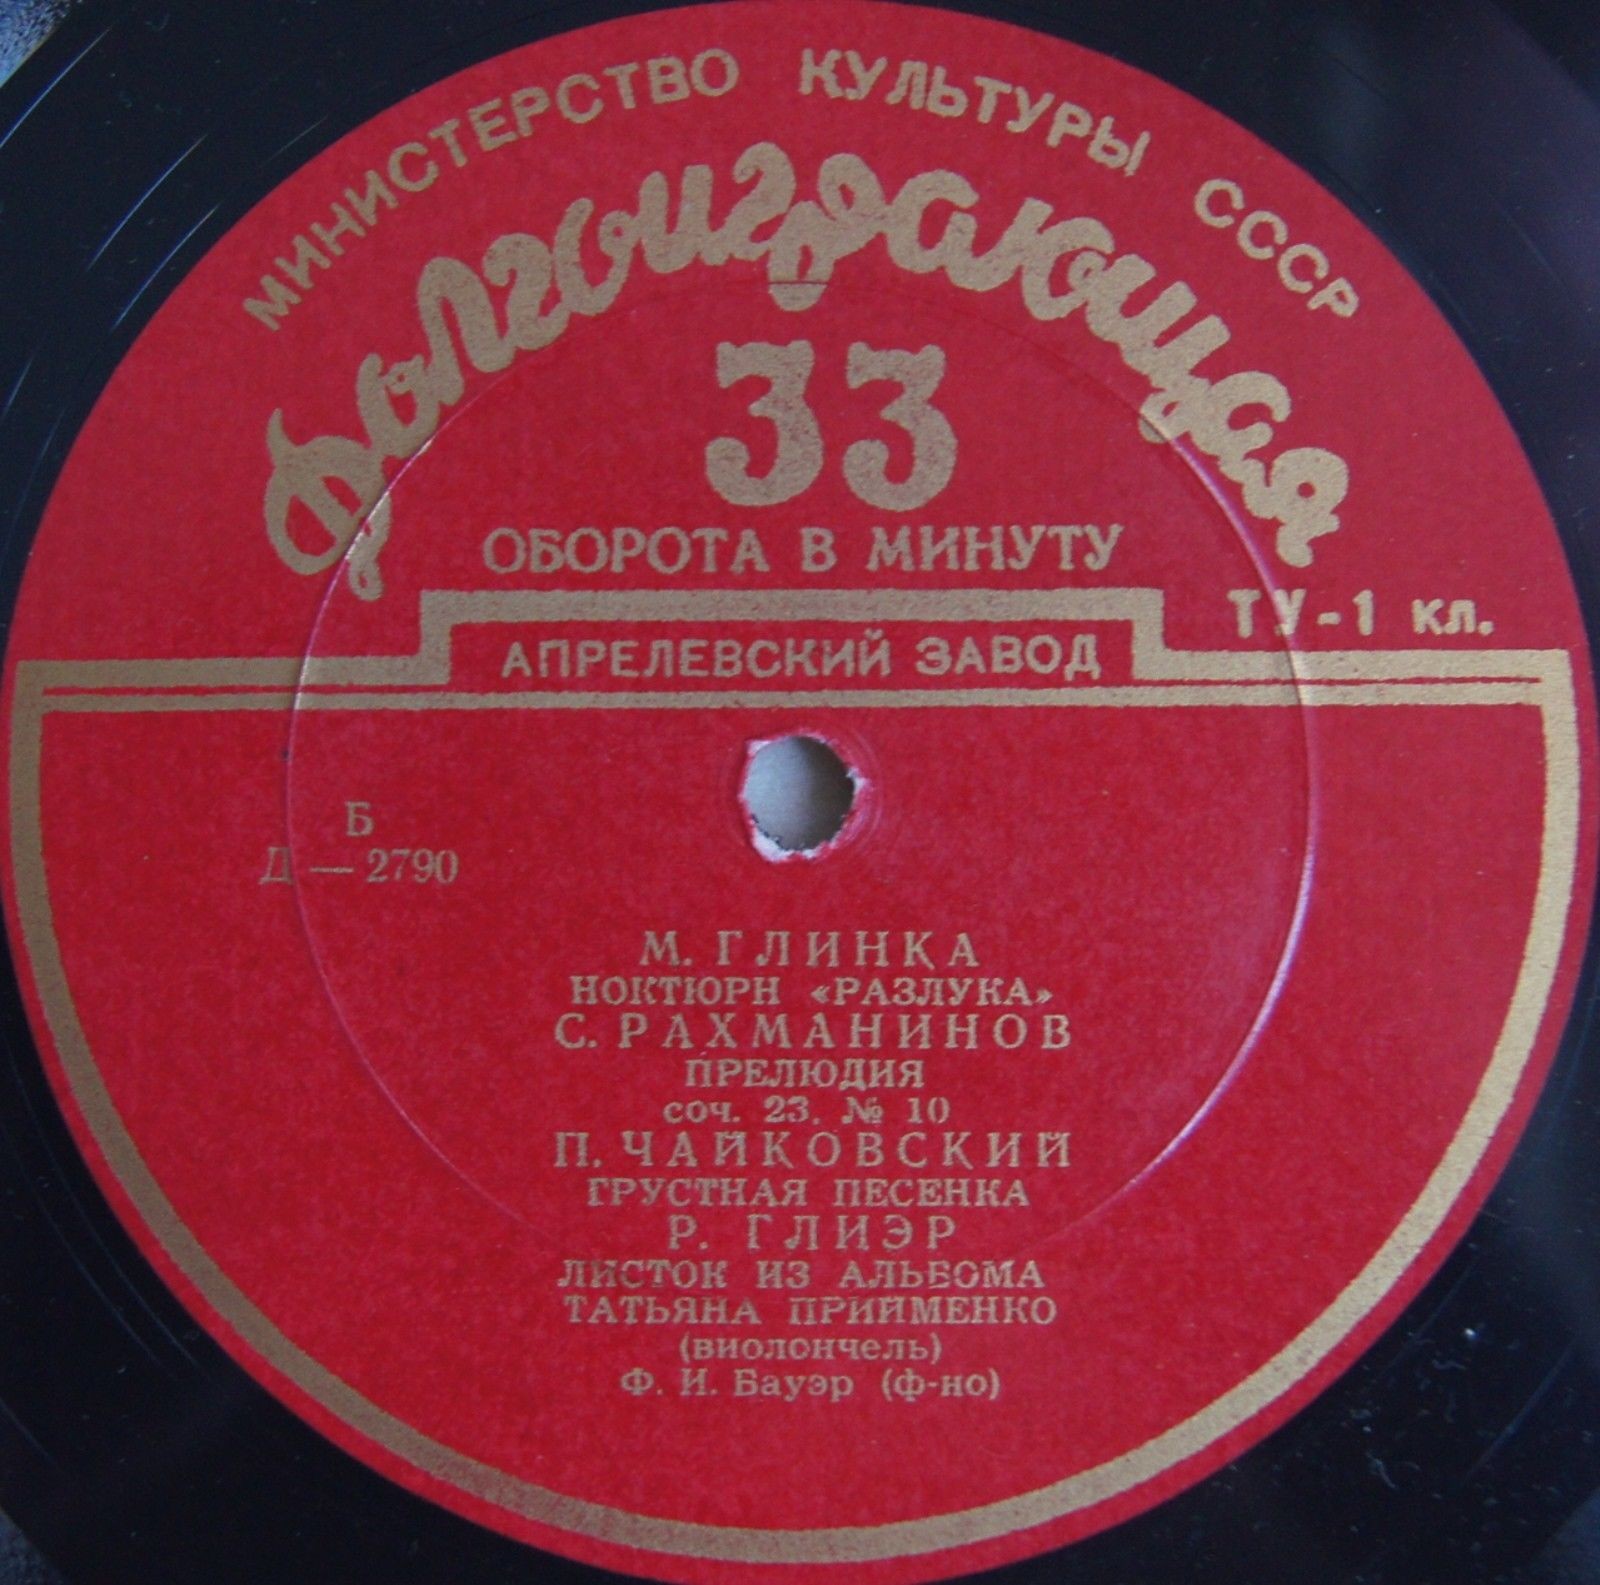 МИНИСТЕРСТВО КУЛЬТУРЫ СССР
Долгоиграющая
33
ОБОРОТА В МИНУТУ
ТУ-1 кл.
АПРЕЛЕВСКИЙ ЗАВОД
Б
Д — 2790
М. ГЛИНКА
НОКТЮРН «РАЗЛУКА»
С. РАХМАНИНОВ
ПРЕЛЮДИЯ
соч. 23. № 10
П. ЧАЙКОВСКИЙ
ГРУСТНАЯ ПЕСЕНКА
Р. ГЛИЭР
ЛИСТОК ИЗ АЛЬБОМА
ТАТЬЯНА ПРИЙМЕНКО
(виолончель)
Ф. И. Бауэр (ф-но)